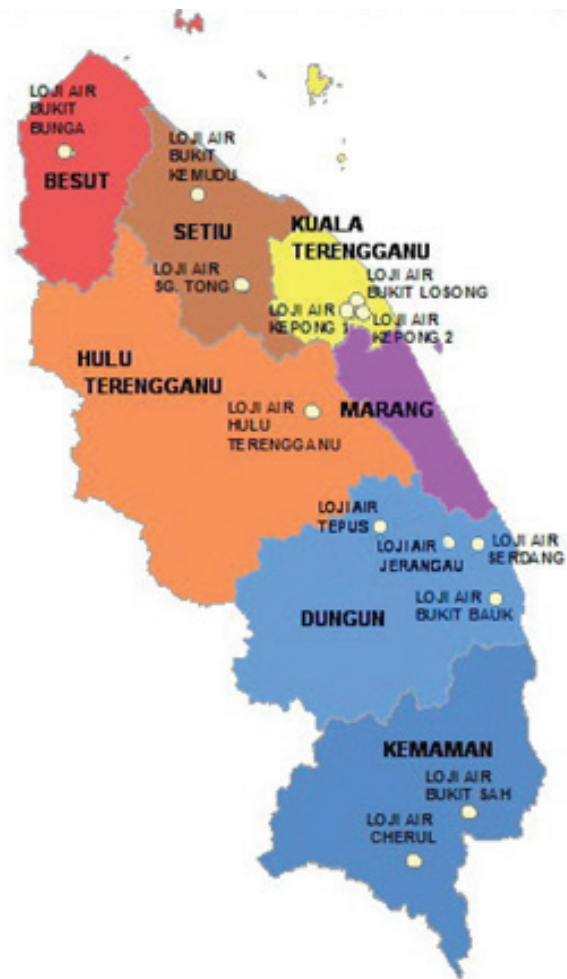 LOJI AIR
BUKIT
BUNGA
BESUT
LOJI AIR
BUKIT
KEMUDU
SETIU
LOJI AIR
SG. TONG
KUALA
TERENGGANU
LOJI AIR
BUKIT LOSONG
LOJI AIR
KEPONG 1
LOJI AIR
KEPONG 2
HULU
TERENGGANU
LOJI AIR
HULU
TERENGGANU
MARANG
LOJI AIR
TEPUS
LOJI AIR
JERANGAU
LOJI AIR
SERDANG
LOJI AIR
BUKIT BAUK
DUNGUN
KEMAMAN
LOJI AIR
BUKIT SAH
LOJI AIR
CHERUL